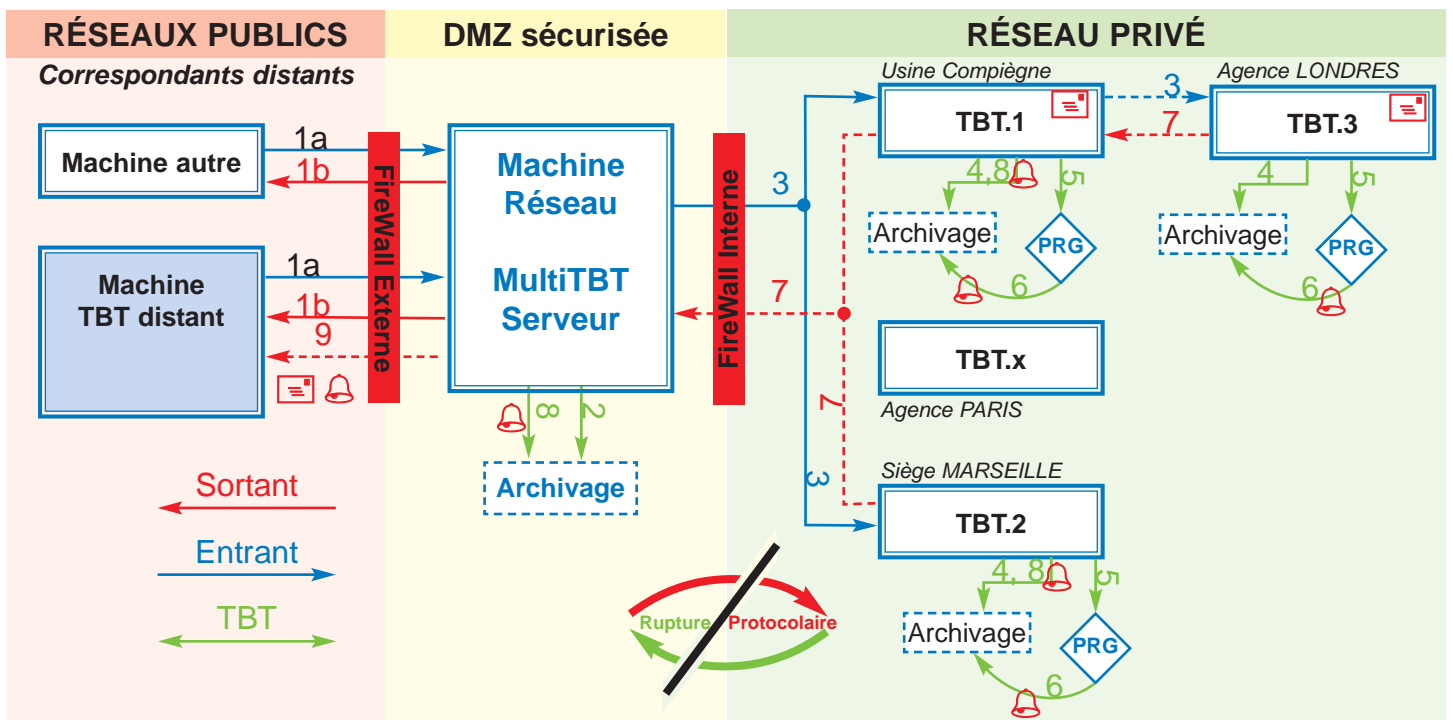 RÉSEAUX PUBLICS
DMZ sécurisée
RÉSEAU PRIVÉ
Correspondants distants
Usine Compiègne
Agence LONDRES
Machine autre
1a
1b
FireWall Externe
Machine
Réseau
MultiTBT
Serveur
FireWall Interne
3
TBT.1
3
7
TBT.3
4,8
5
Archivage
PRG
6
4
5
Archivage
PRG
6
Machine
TBT distant
1a
1b
9
7
TBT.x
Agence PARIS
7
8
2
Archivage
3
Siège MARSEILLE
TBT.2
4, 8
5
Archivage
PRG
6
Sortant
Entrant
TBT
Rupture Protocolaire